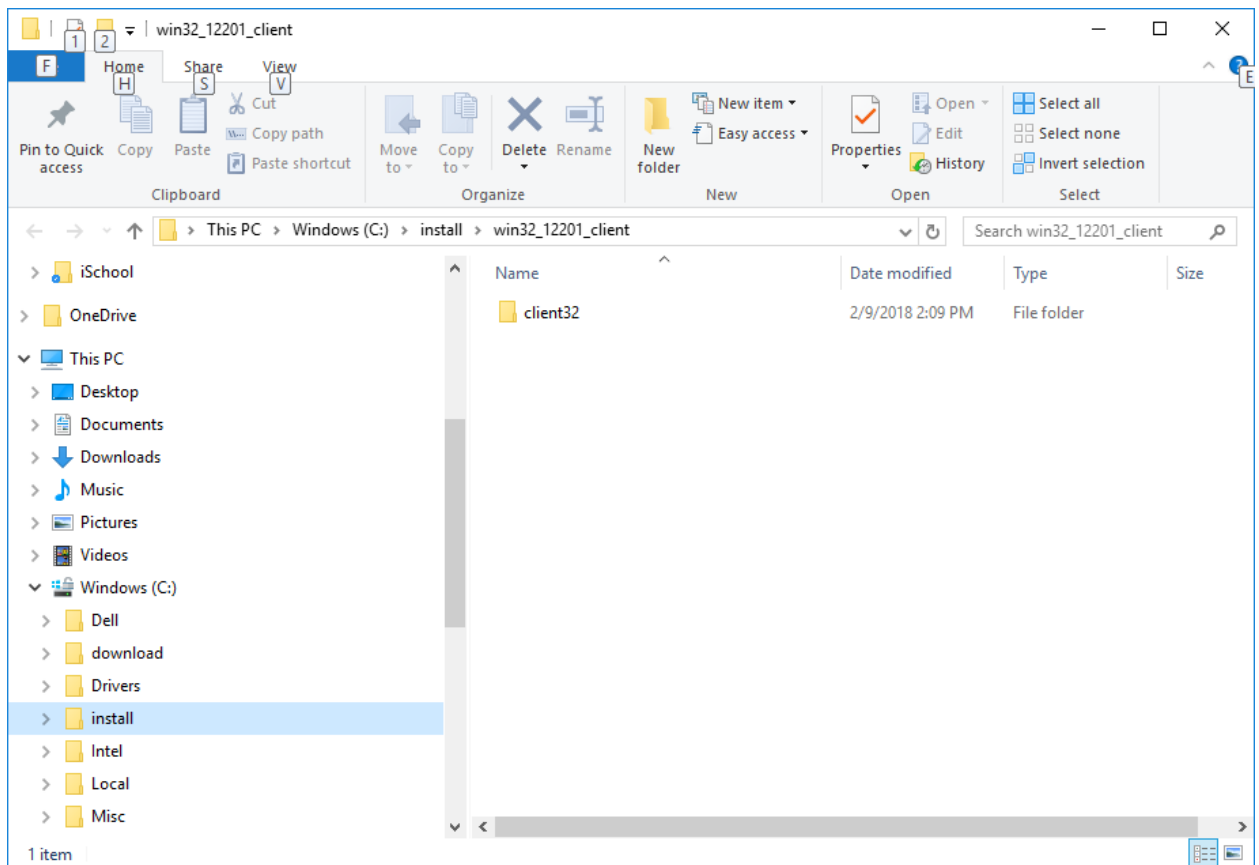 win32_12201_client
1 2
F Home Share View
H S V E
Pin to Quick access
Copy
Paste
Cut
Copy path
Paste shortcut
Clipboard
Move to
Copy to
Delete
Rename
Organize
New folder
New item
Easy access
New
Properties
Open
Edit
History
Open
Select all
Select none
Invert selection
Select
This PC > Windows (C:) > install > win32_12201_client
Search win32_12201_client
iSchool
OneDrive
This PC
Desktop
Documents
Downloads
Music
Pictures
Videos
Windows (C:)
Dell
download
Drivers
install
Intel
Local
Misc
Name Date modified Type Size
client32 2/9/2018 2:09 PM File folder
1 item